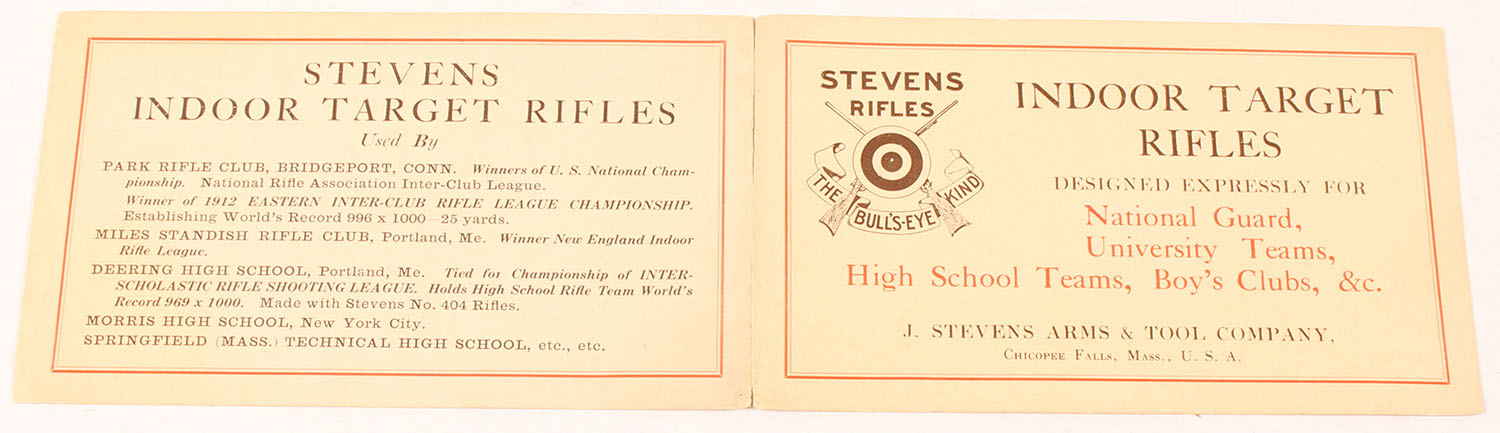 STEVENS
INDOOR TARGET RIFLES
Used By
PARK RIFLE CLUB, BRIDGEPORT, CONN. Winners of U. S. National Cham-
pionship. National Rifle Association Inter-Club League.
Winner of 1912 EASTERN INTER-CLUB RIFLE LEAGUE CHAMPIONSHIP.
Establishing World's Record 996 x 1000—25 yards.
MILES STANDISH RIFLE CLUB, Portland, Me. Winner New England Indoor
Rifle League.
DEERING HIGH SCHOOL, Portland, Me. Tied for Championship of INTER-
SCHOLASTIC RIFLE SHOOTING LEAGUE. Holds High School Rifle Team World's
Record 969 x 1000. Made with Stevens No. 404 Rifles.
MORRIS HIGH SCHOOL, New York City.
SPRINGFIELD (MASS.) TECHNICAL HIGH SCHOOL, etc., etc.
STEVENS
RIFLES
THE BULL'S-EYE KIND
INDOOR TARGET
RIFLES
DESIGNED EXPRESSLY FOR
National Guard,
University Teams,
High School Teams, Boy's Clubs, &c.
J. STEVENS ARMS & TOOL COMPANY,
CHICOPEE FALLS, MASS., U. S. A.